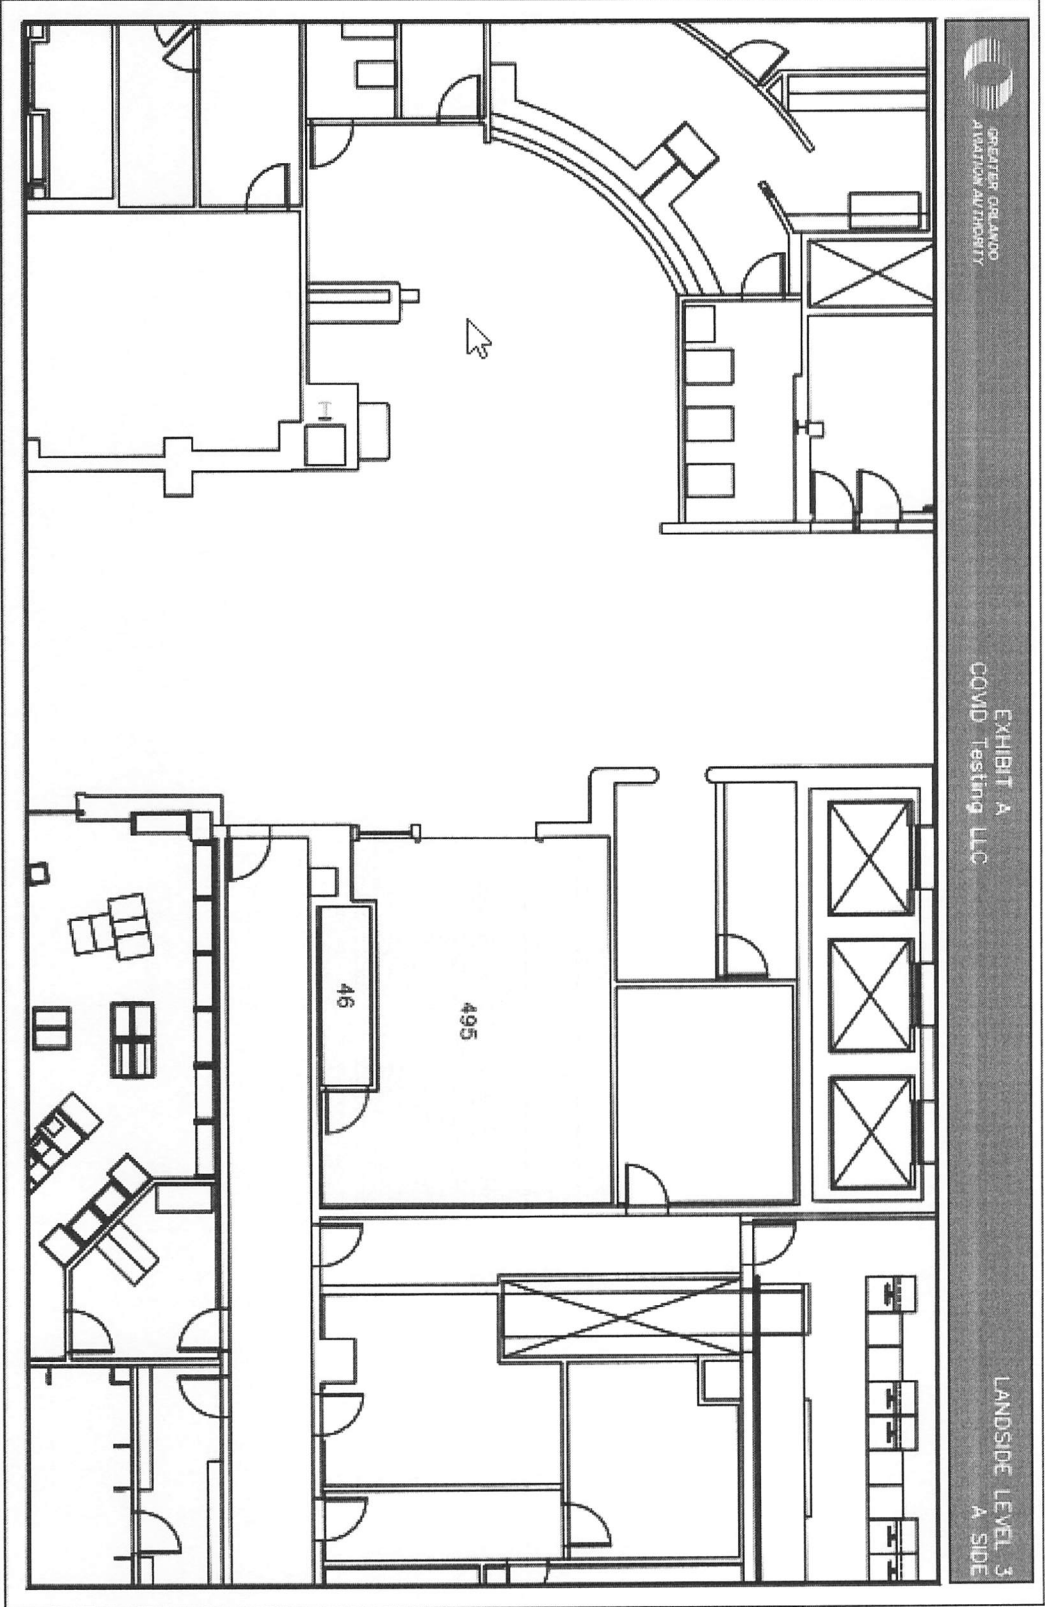 GREATER ORLANDO
AVIATION AUTHORITY
EXHIBIT A
COVID Testing LLC
LANDSIDE LEVEL 3
A SIDE
46
495